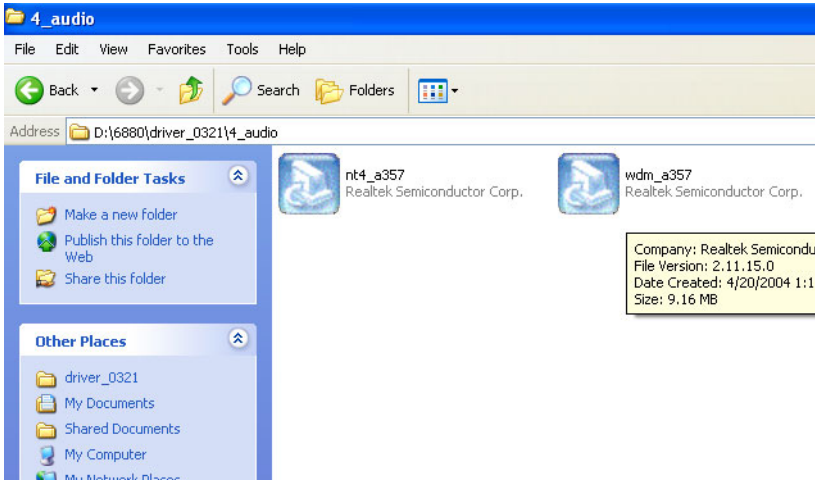 4_audio
File Edit View Favorites Tools Help
Back Search Folders
Address D:\6880\driver_0321\4_audio
File and Folder Tasks
Make a new folder
Publish this folder to the
Web
Share this folder
Other Places
driver_0321
My Documents
Shared Documents
My Computer
My Network Places
nt4_a357
Realtek Semiconductor Corp.
wdm_a357
Realtek Semiconductor Corp.
Company: Realtek Semicondu
File Version: 2.11.15.0
Date Created: 4/20/2004 1:1
Size: 9.16 MB